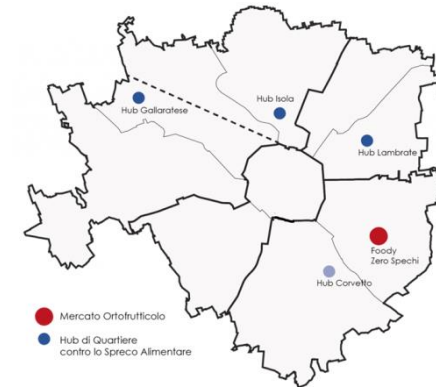 Hub Isola
Hub Gallaratese
Hub Lambrate
Foody
Zero Spechi
Hub Corvetto
Mercato Ortofrutticolo
Hub di Quartiere
contro lo Spreco Alimentare